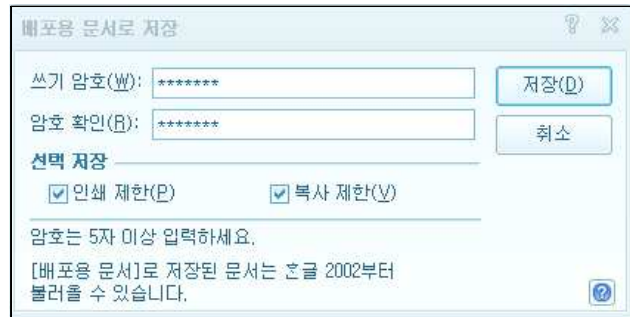 배포용 문서로 저장
쓰기 암호(W): *******
저장(D)
암호 확인(R): *******
취소
선택 저장
인쇄 제한(P) 복사 제한(V)
암호는 5자 이상 입력하세요.
[배포용 문서]로 저장된 문서는 한글 2002부터
불러올 수 있습니다.